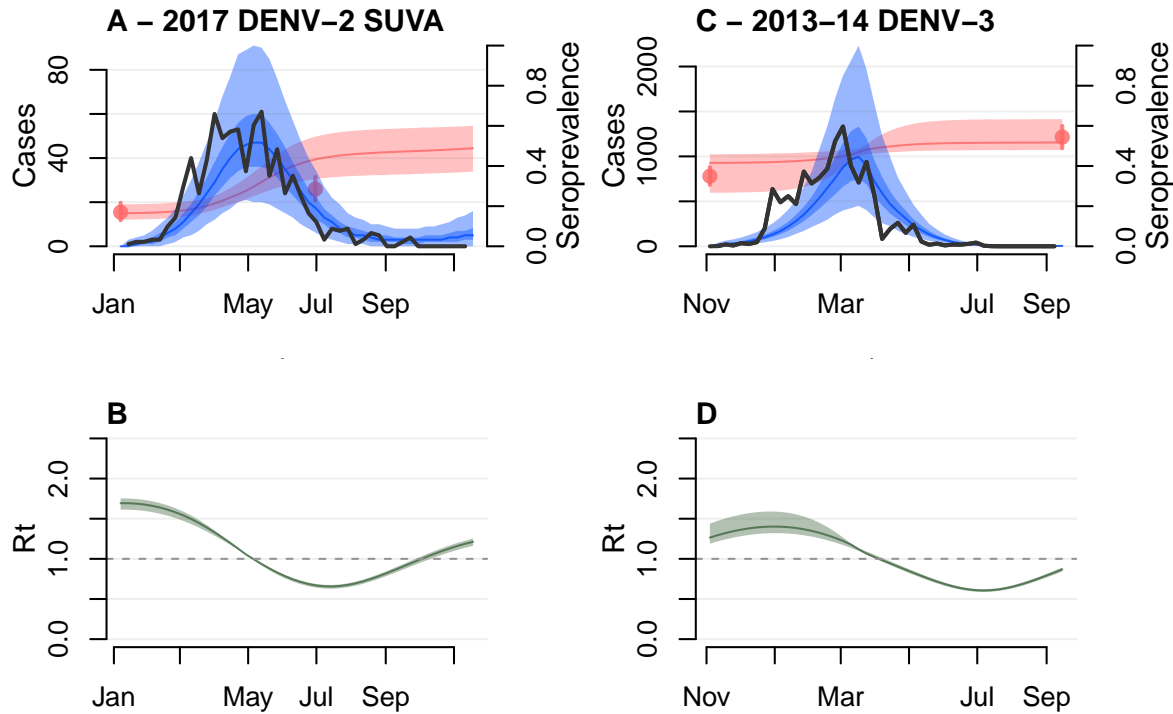 A − 2017 DENV−2 SUVA
Cases
0
40
80
Seroprevalence
0.0
0.4
0.8
Jan
May
Jul
Sep
C − 2013−14 DENV−3
Cases
0
1000
2000
Seroprevalence
0.0
0.4
0.8
Nov
Mar
Jul
Sep
B
Rt
0.0
1.0
2.0
Jan
May
Jul
Sep
D
Rt
0.0
1.0
2.0
Nov
Mar
Jul
Sep